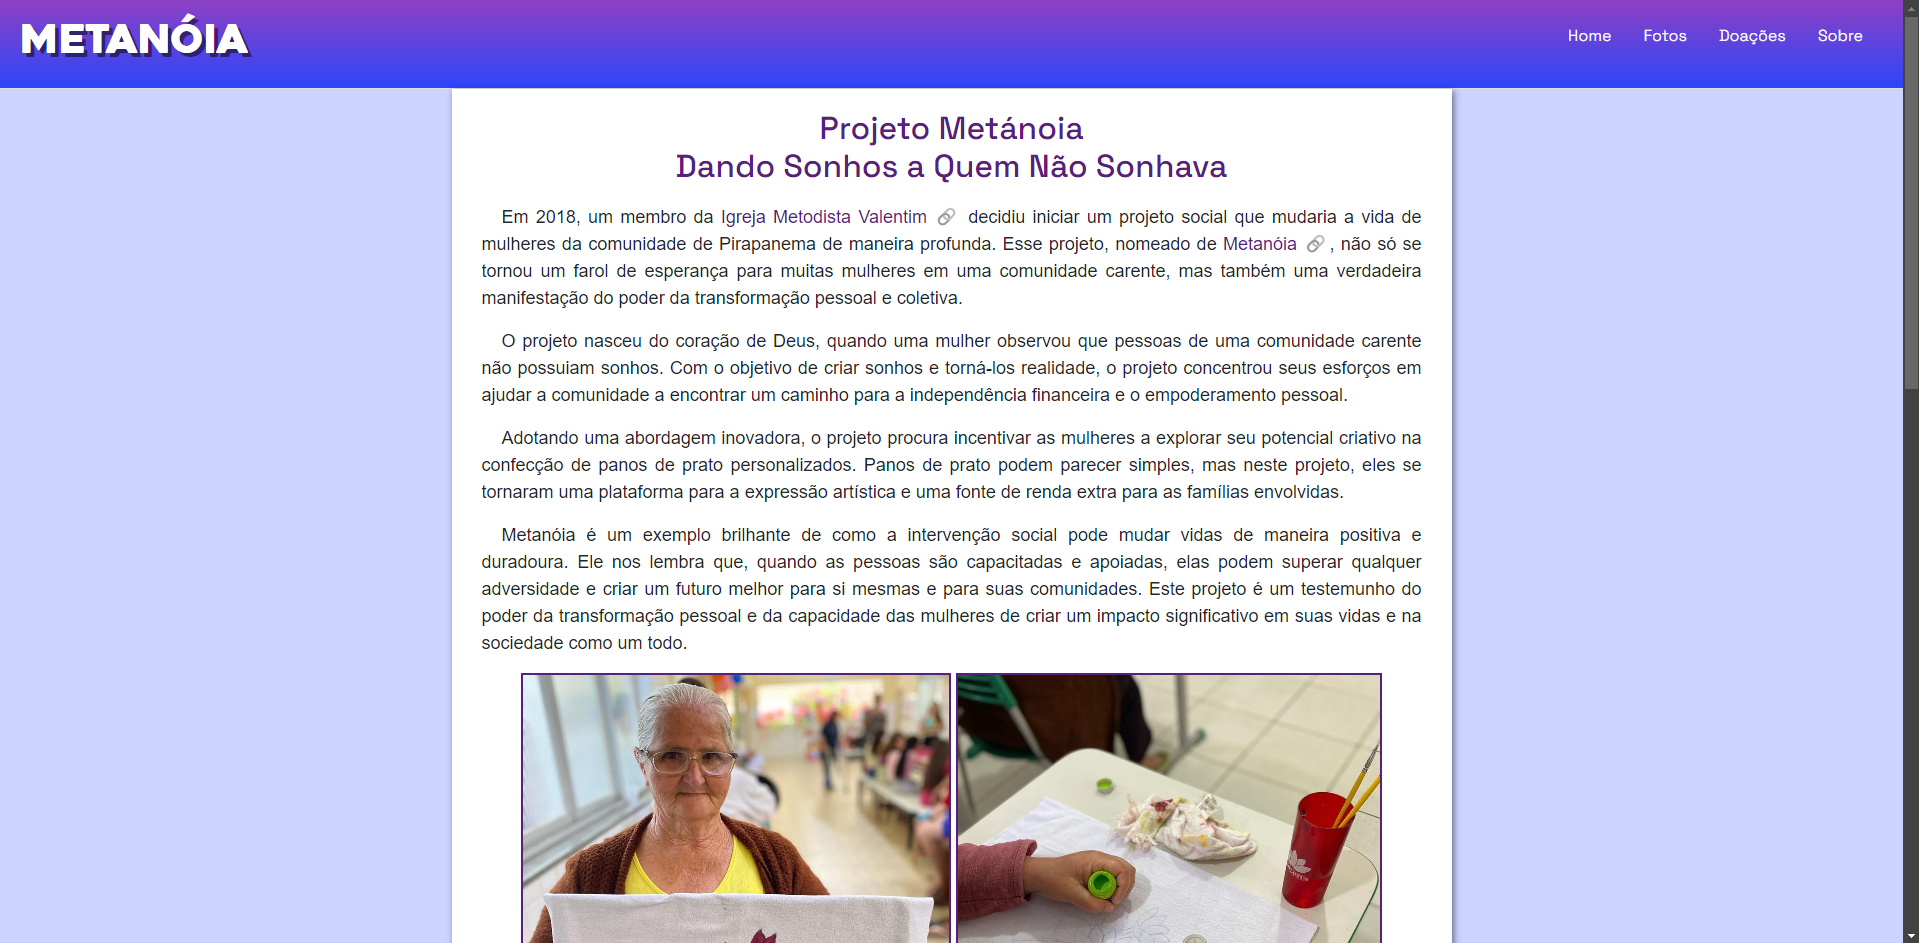 METANÓIA
Home Fotos Doações Sobre
Projeto Metánoia
Dando Sonhos a Quem Não Sonhava
Em 2018, um membro da Igreja Metodista Valentim decidiu iniciar um projeto social que mudaria a vida de
mulheres da comunidade de Pirapanema de maneira profunda. Esse projeto, nomeado de Metanóia , não só se
tornou um farol de esperança para muitas mulheres em uma comunidade carente, mas também uma verdadeira
manifestação do poder da transformação pessoal e coletiva.
O projeto nasceu do coração de Deus, quando uma mulher observou que pessoas de uma comunidade carente
não possuiam sonhos. Com o objetivo de criar sonhos e torná-los realidade, o projeto concentrou seus esforços em
ajudar a comunidade a encontrar um caminho para a independência financeira e o empoderamento pessoal.
Adotando uma abordagem inovadora, o projeto procura incentivar as mulheres a explorar seu potencial criativo na
confecção de panos de prato personalizados. Panos de prato podem parecer simples, mas neste projeto, eles se
tornaram uma plataforma para a expressão artística e uma fonte de renda extra para as famílias envolvidas.
Metanóia é um exemplo brilhante de como a intervenção social pode mudar vidas de maneira positiva e
duradoura. Ele nos lembra que, quando as pessoas são capacitadas e apoiadas, elas podem superar qualquer
adversidade e criar um futuro melhor para si mesmas e para suas comunidades. Este projeto é um testemunho do
poder da transformação pessoal e da capacidade das mulheres de criar um impacto significativo em suas vidas e na
sociedade como um todo.